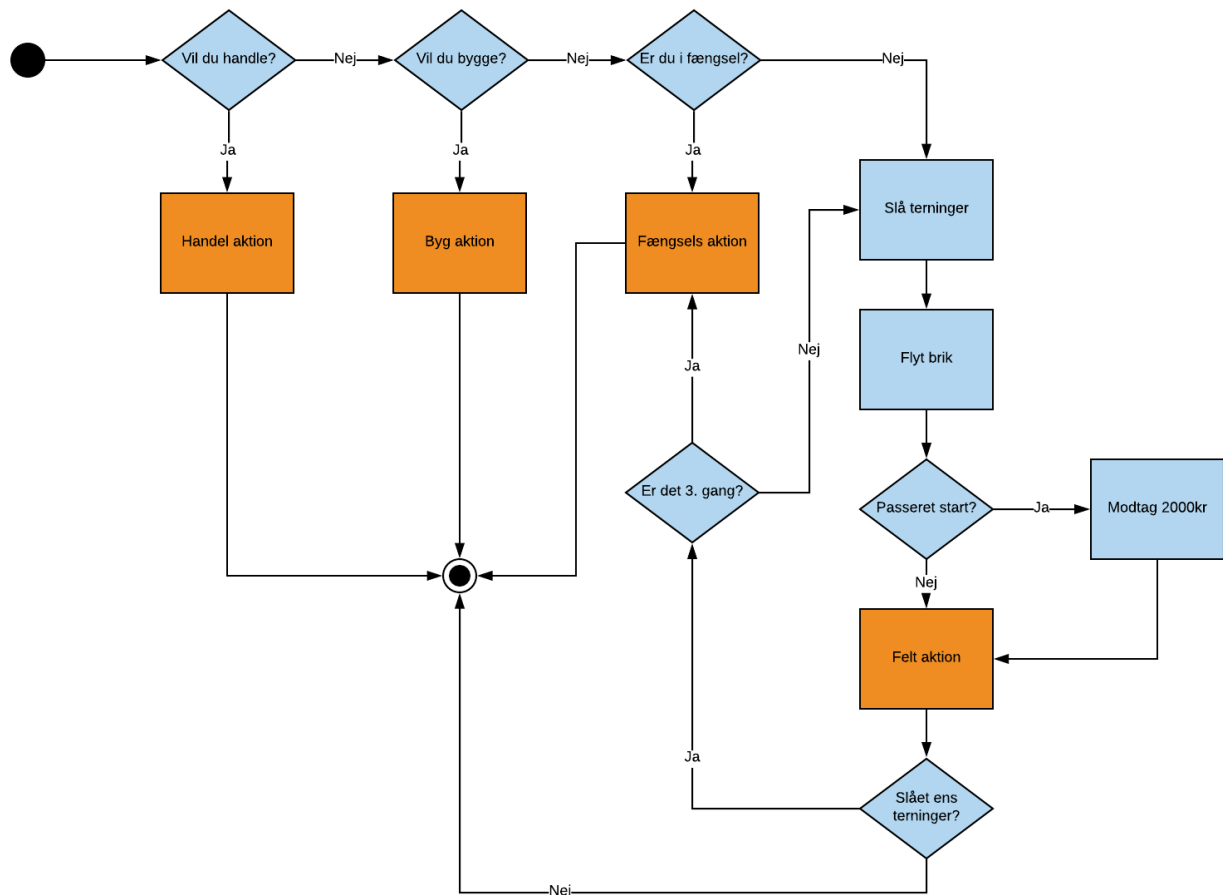 Vil du handle?
Nej
Vil du bygge?
Nej
Er du i fængsel?
Nej
Ja
Ja
Ja
Handel aktion
Byg aktion
Fængsels aktion
Slå terninger
Nej
Flyt brik
Ja
Er det 3. gang?
Passeret start?
Ja
Modtag 2000kr
Nej
Felt aktion
Ja
Slået ens
terninger?
Nej